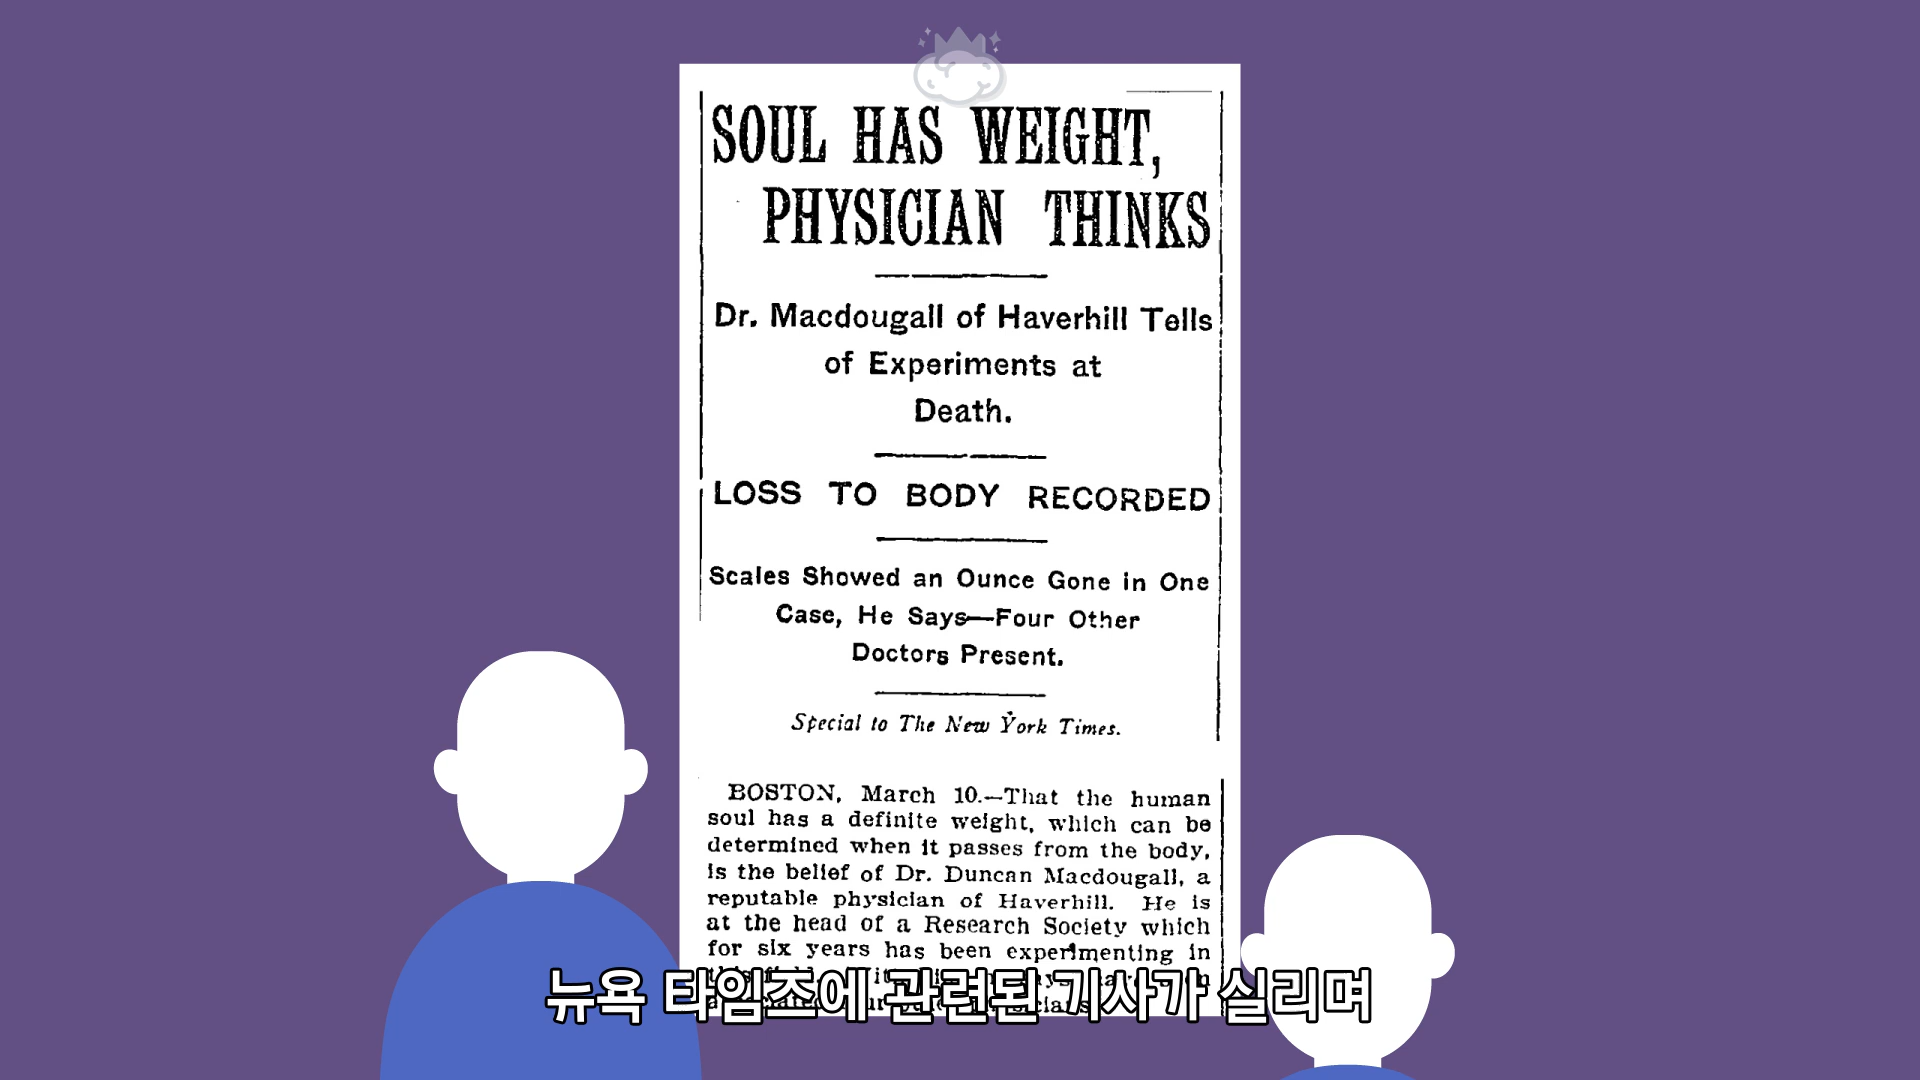 SOUL HAS WEIGHT,
PHYSICIAN THINKS
Dr. Macdougall of Haverhill Tells
of Experiments at
Death.
LOSS TO BODY RECORDED
Scales Showed an Ounce Gone in One
Case, He Says—Four Other
Doctors Present.
Special to The New York Times.
BOSTON, March 10.—That the human
soul has a definite weight, which can be
determined when it passes from the body,
is the belief of Dr. Duncan Macdougall, a
reputable physician of Haverhill. He is
at the head of a Research Society which
for six years has been experimenting in
뉴욕 타임즈에 관련된 기사가 실리며